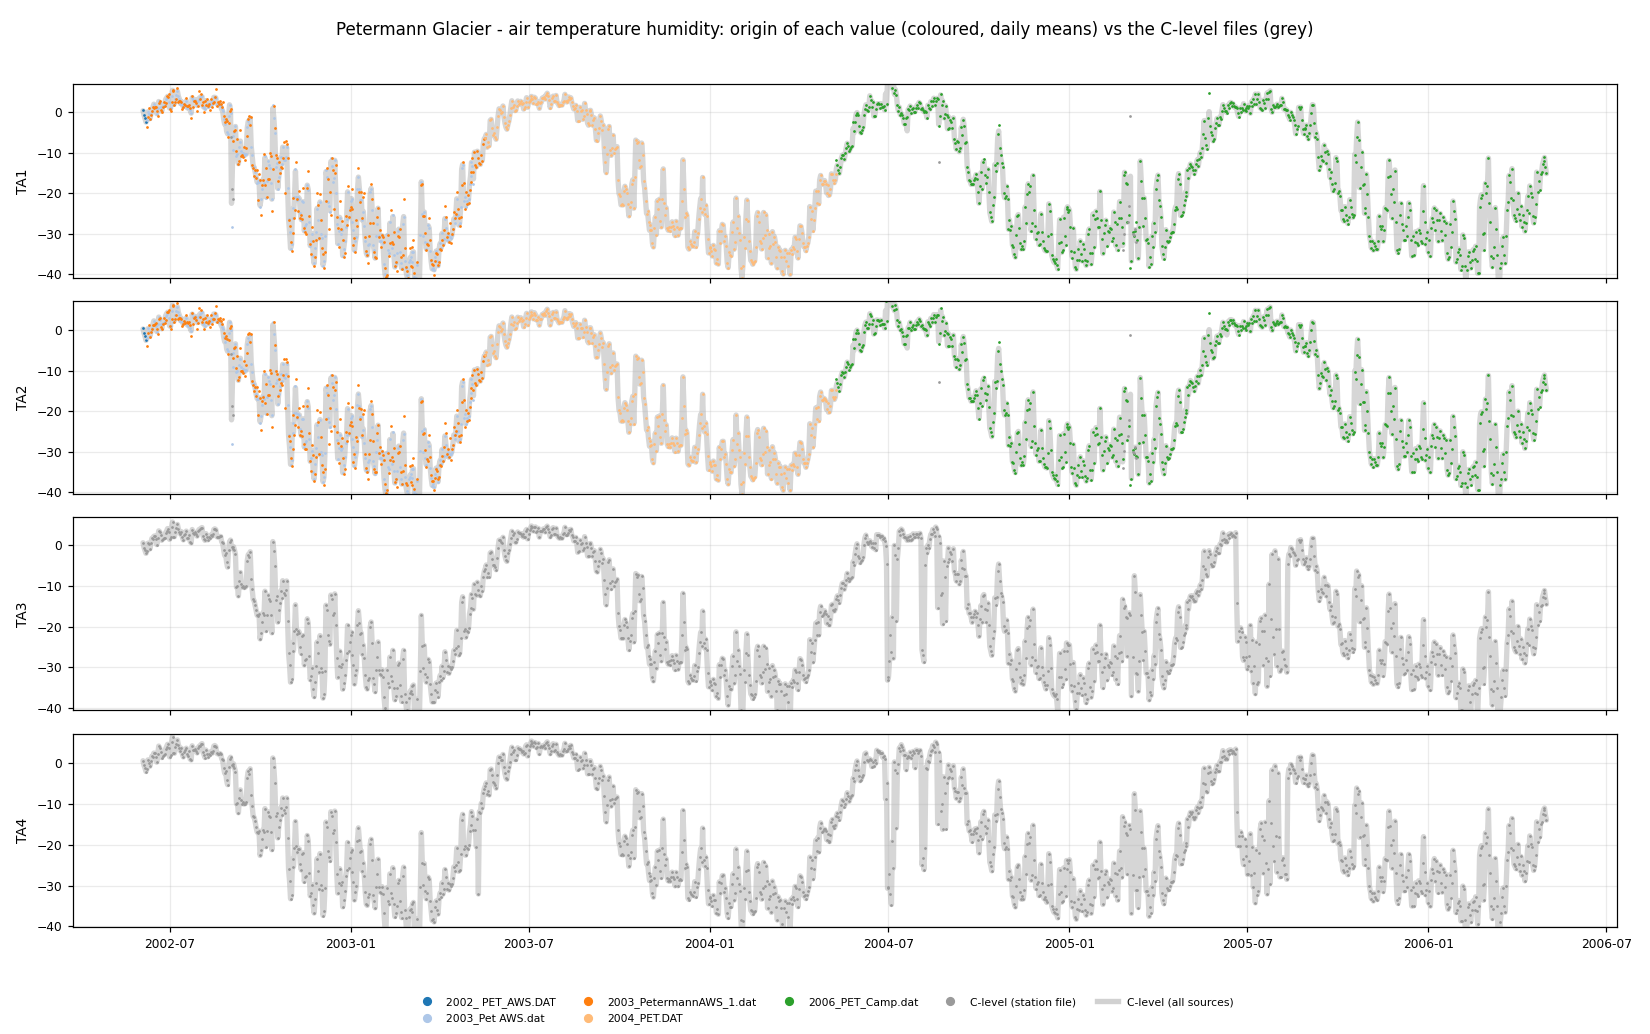 Petermann Glacier - air temperature humidity: origin of each value (coloured, daily means) vs the C-level files (grey)
TA1
0
−10
−20
−30
−40
TA2
0
−10
−20
−30
−40
TA3
0
−10
−20
−30
−40
TA4
0
−10
−20
−30
−40
2002-07 2003-01 2003-07 2004-01 2004-07 2005-01 2005-07 2006-01 2006-07
2002_ PET_AWS.DAT 2003_PetermannAWS_1.dat 2006_PET_Camp.dat C-level (station file) C-level (all sources)
2003_Pet AWS.dat 2004_PET.DAT